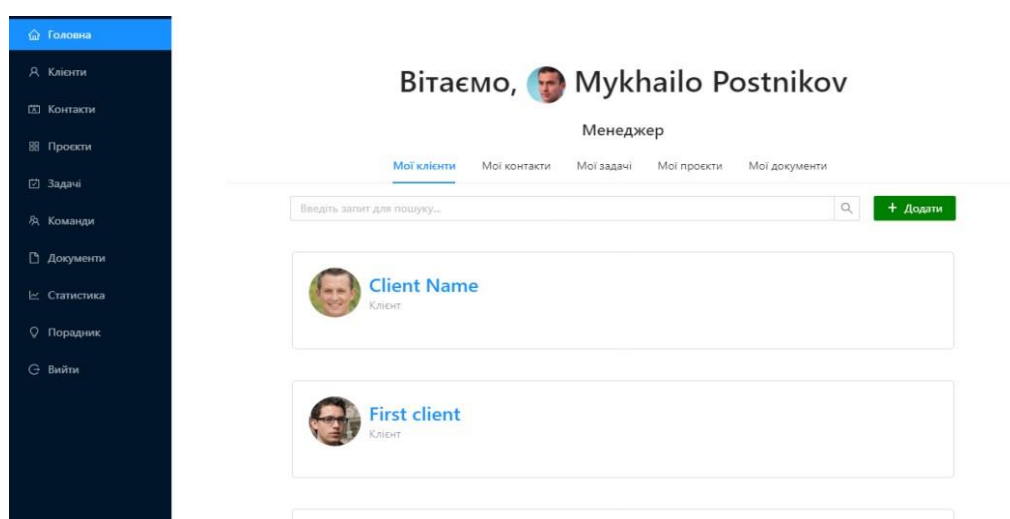 Головна
Клієнти
Контакти
Проєкти
Задачі
Команди
Документи
Статистика
Порадник
Вийти
Вітаємо, Mykhailo Postnikov
Менеджер
Мої клієнти Мої контакти Мої задачі Мої проєкти Мої документи
Введіть запит для пошуку...
+ Додати
Client Name
Клієнт
First client
Клієнт